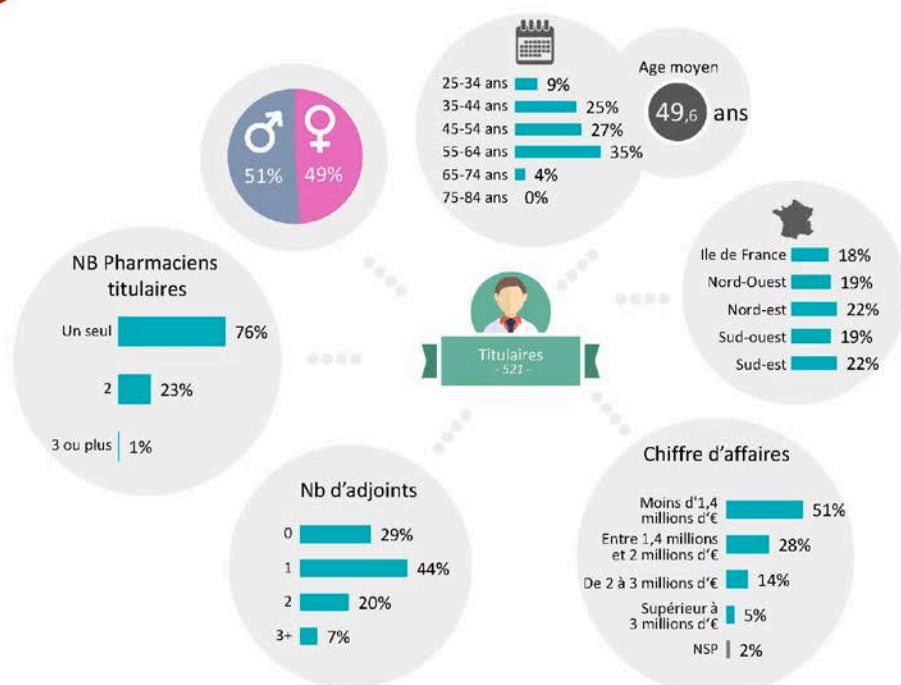 25-34 ans 9%
35-44 ans 25%
45-54 ans 27%
55-64 ans 35%
65-74 ans 4%
75-84 ans 0%
Age moyen
49,6 ans
51% 49%
Ile de France 18%
Nord-Ouest 19%
Nord-est 22%
Sud-ouest 19%
Sud-est 22%
NB Pharmaciens
titulaires
Un seul 76%
2 23%
3 ou plus 1%
Titulaires
- 521 -
Nb d'adjoints
0 29%
1 44%
2 20%
3+ 7%
Chiffre d'affaires
Moins d'1,4
millions d'€ 51%
Entre 1,4 millions
et 2 millions d'€ 28%
De 2 à 3 millions d'€ 14%
Supérieur à
3 millions d'€ 5%
NSP 2%